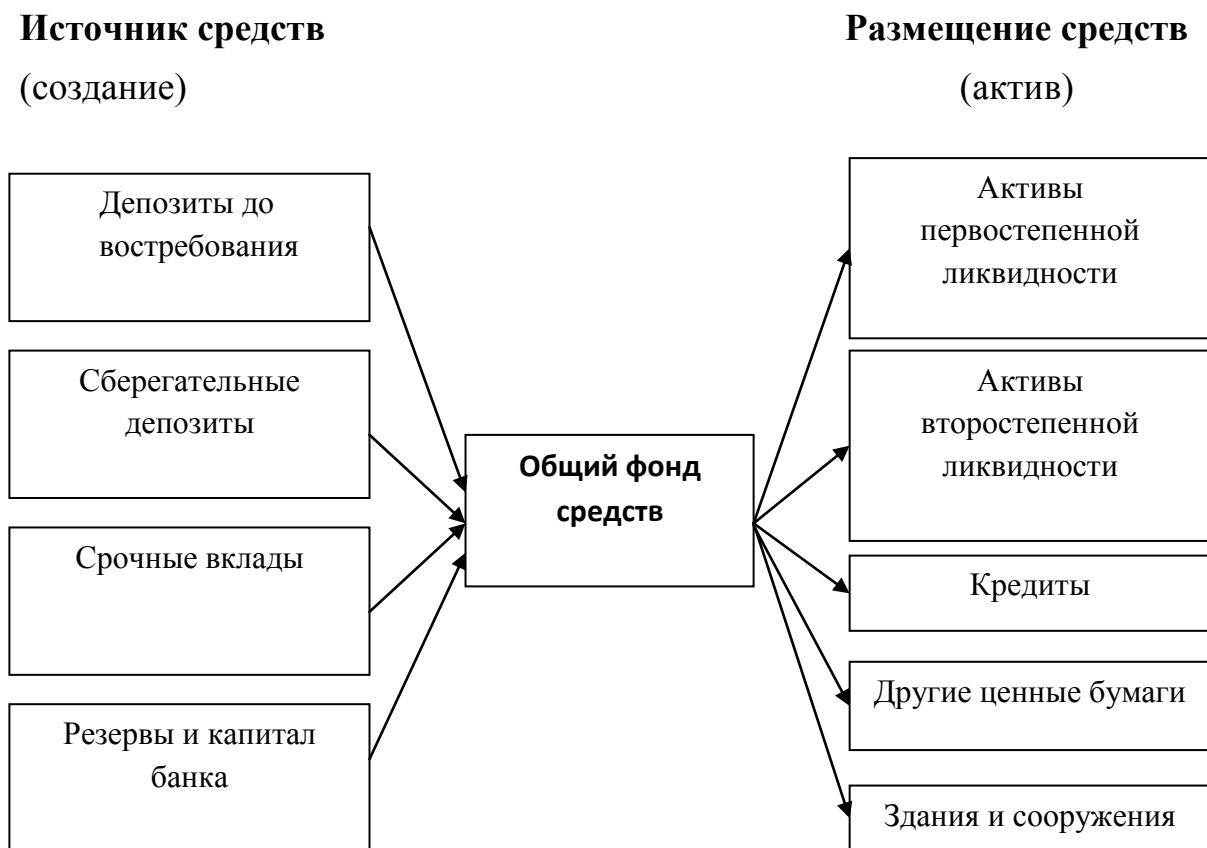 Источник средств
(создание)
Размещение средств
(актив)
Депозиты до
востребования
Сберегательные
депозиты
Срочные вклады
Резервы и капитал
банка
Общий фонд
средств
Активы
первостепенной
ликвидности
Активы
второстепенной
ликвидности
Кредиты
Другие ценные бумаги
Здания и сооружения